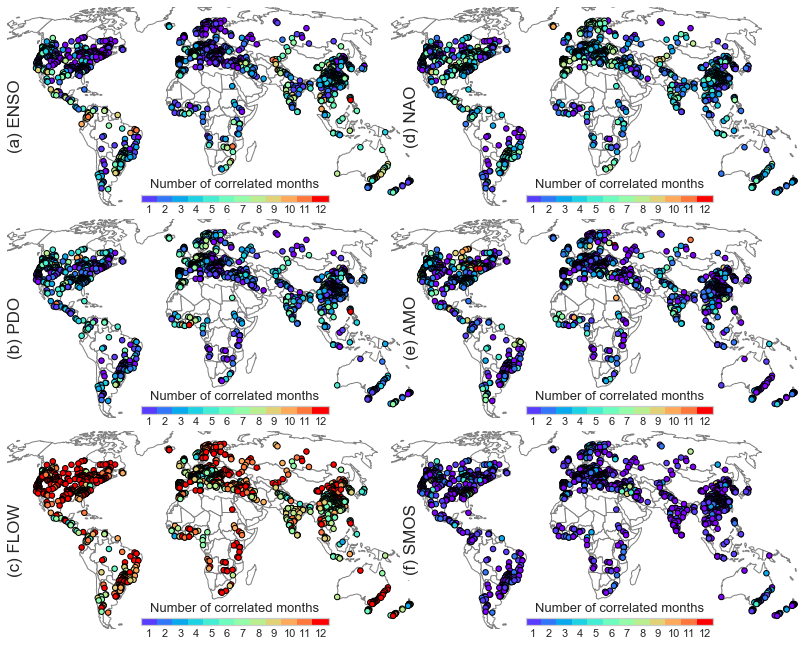 (a) ENSO
Number of correlated months
1 2 3 4 5 6 7 8 9 10 11 12
(d) NAO
Number of correlated months
1 2 3 4 5 6 7 8 9 10 11 12
(b) PDO
Number of correlated months
1 2 3 4 5 6 7 8 9 10 11 12
(e) AMO
Number of correlated months
1 2 3 4 5 6 7 8 9 10 11 12
(c) FLOW
Number of correlated months
1 2 3 4 5 6 7 8 9 10 11 12
(f) SMOS
Number of correlated months
1 2 3 4 5 6 7 8 9 10 11 12